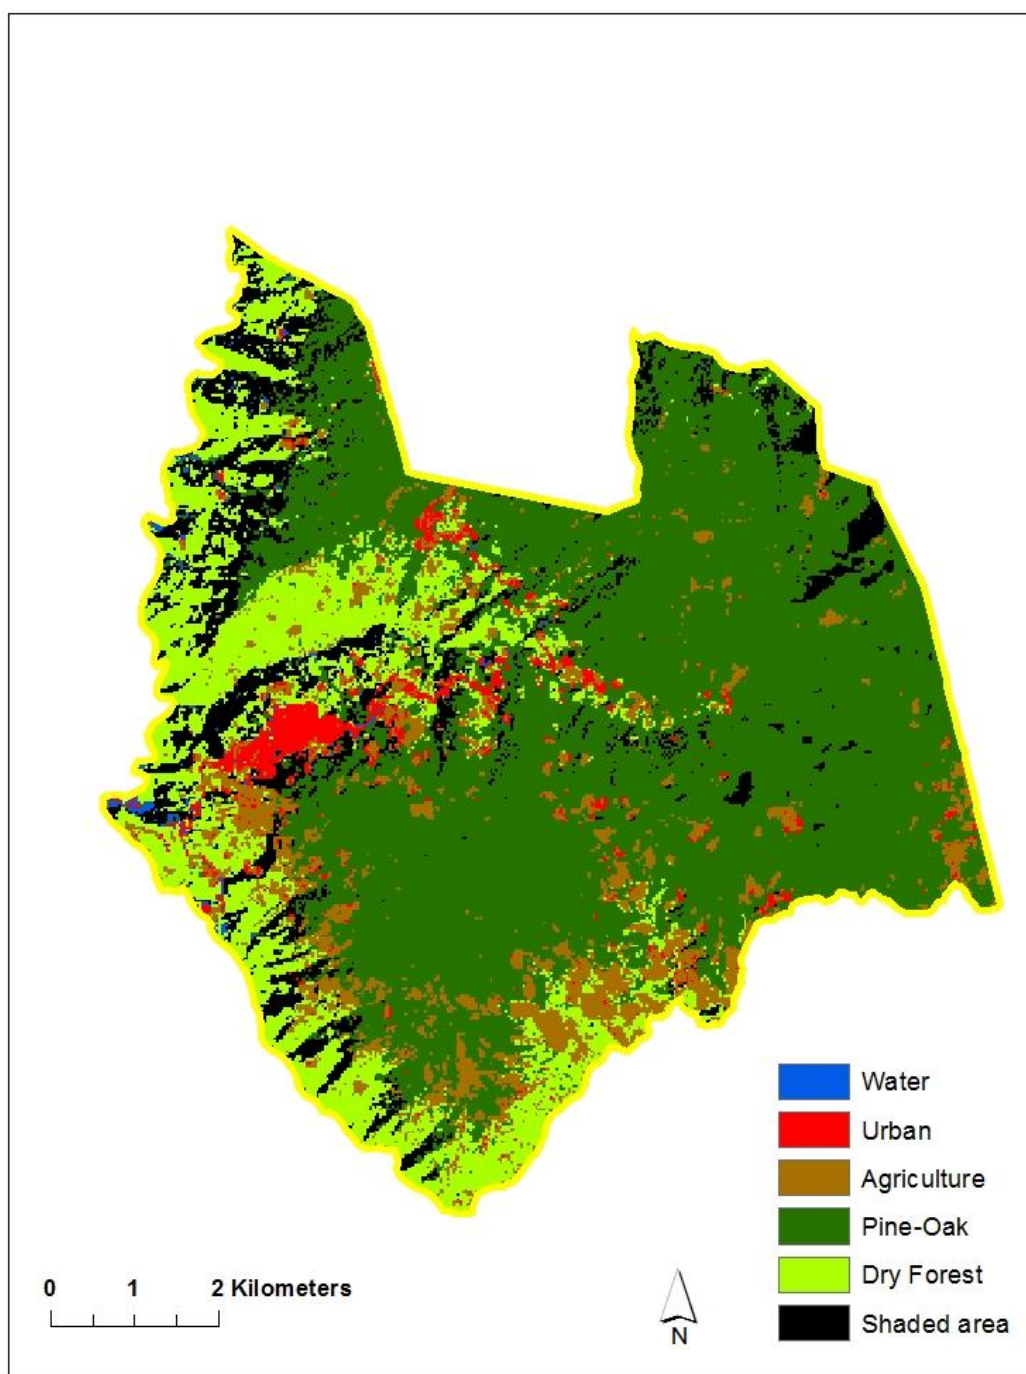 Water
Urban
Agriculture
Pine-Oak
Dry Forest
Shaded area
0 1 2 Kilometers
N